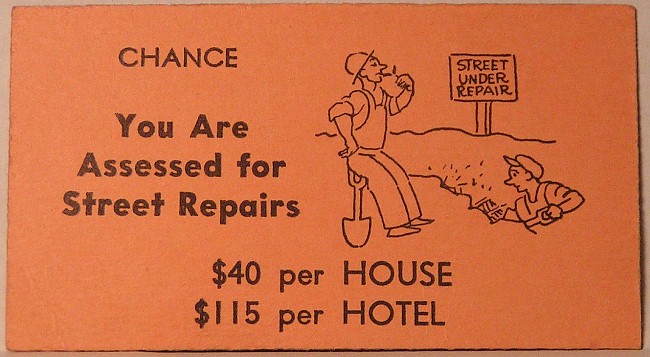 CHANCE
You Are
Assessed for
Street Repairs
STREET
UNDER
REPAIR
$40 per HOUSE
$115 per HOTEL